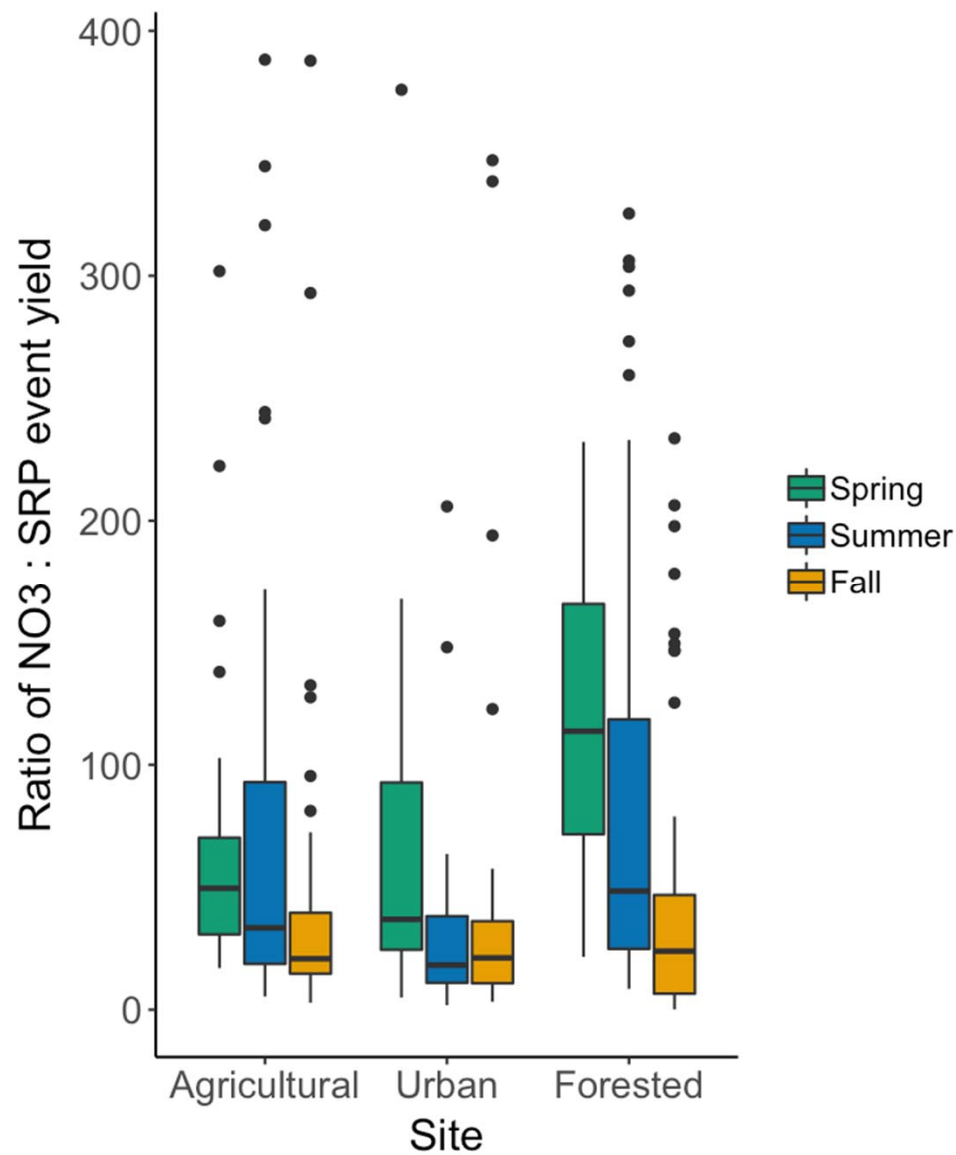 Ratio of NO3 : SRP event yield
400
300
200
100
0
Agricultural Urban Forested
Site
Spring
Summer
Fall